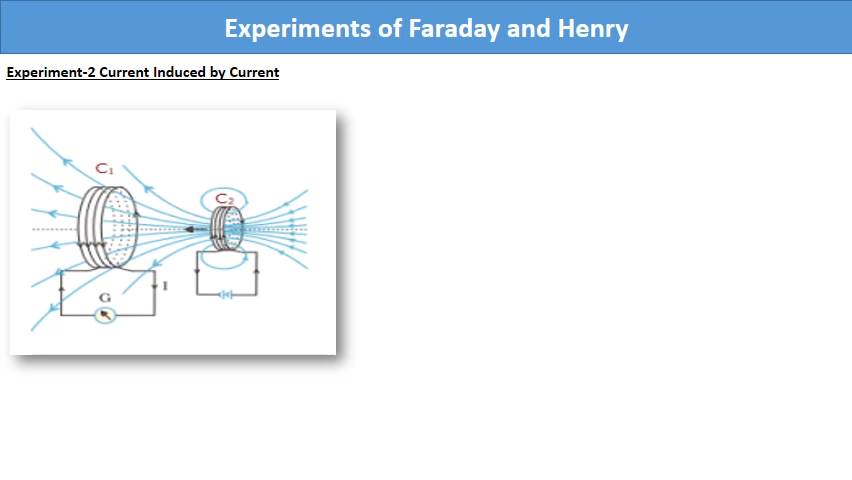 Experiments of Faraday and Henry
Experiment-2 Current Induced by Current
C₁
C₂
I
G